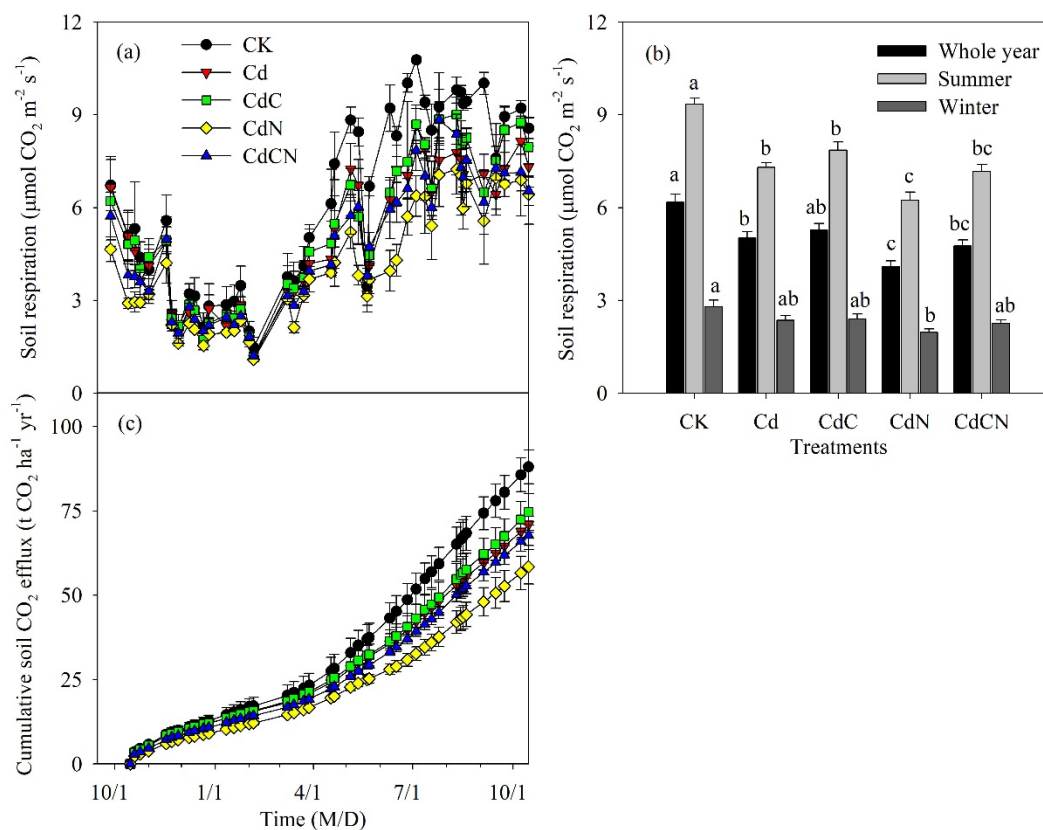 (a)
CK
Cd
CdC
CdN
CdCN
12
9
6
3
0
Soil respiration (μmol CO2 m-2 s-1)
(b)
Whole year
Summer
Winter
12
9
6
3
0
Soil respiration (μmol CO2 m-2 s-1)
a a a
b b ab
ab b ab
c c b
bc bc ab
CK Cd CdC CdN CdCN
Treatments
(c)
100
75
50
25
0
Cumulative soil CO2 efflux (t CO2 ha-1 yr-1)
10/1 1/1 4/1 7/1 10/1
Time (M/D)